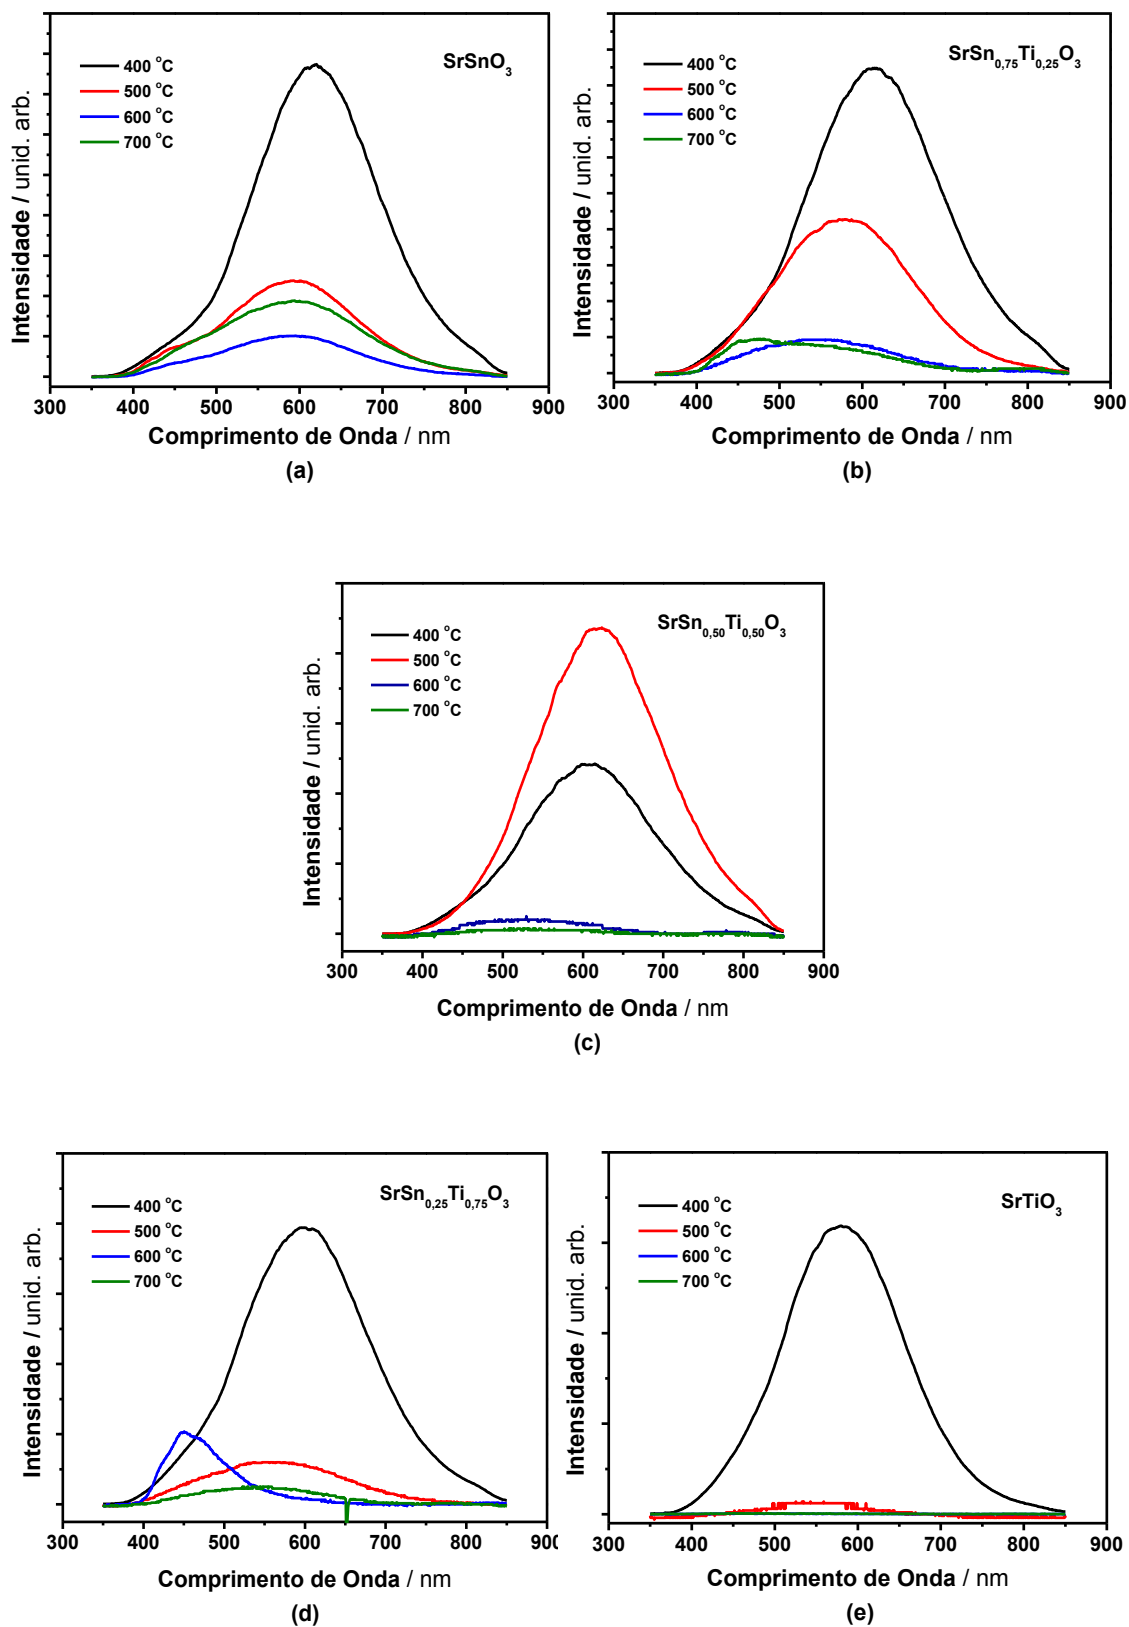 SrSnO₃
400 °C
500 °C
600 °C
700 °C
Intensidade / unid. arb.
300 400 500 600 700 800 900
Comprimento de Onda / nm
(a)
SrSn₀,₇₅Ti₀,₂₅O₃
400 °C
500 °C
600 °C
700 °C
Intensidade / unid. arb.
300 400 500 600 700 800 900
Comprimento de Onda / nm
(b)
SrSn₀,₅₀Ti₀,₅₀O₃
400 °C
500 °C
600 °C
700 °C
Intensidade / unid. arb.
300 400 500 600 700 800 900
Comprimento de Onda / nm
(c)
SrSn₀,₂₅Ti₀,₇₅O₃
400 °C
500 °C
600 °C
700 °C
Intensidade / unid. arb.
300 400 500 600 700 800 900
Comprimento de Onda / nm
(d)
SrTiO₃
400 °C
500 °C
600 °C
700 °C
Intensidade / unid. arb.
300 400 500 600 700 800 900
Comprimento de Onda / nm
(e)